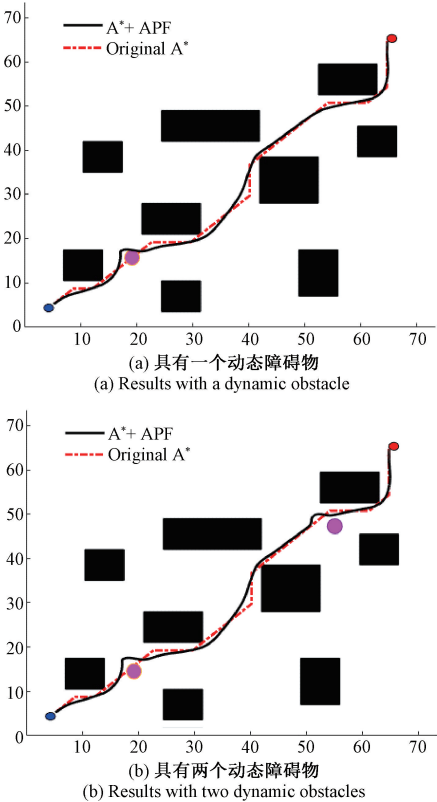 70
60
50
40
30
20
10
0
A*+ APF
Original A*
10 20 30 40 50 60 70
(a) 具有一个动态障碍物
(a) Results with a dynamic obstacle
70
60
50
40
30
20
10
0
A*+ APF
Original A*
10 20 30 40 50 60 70
(b) 具有两个动态障碍物
(b) Results with two dynamic obstacles